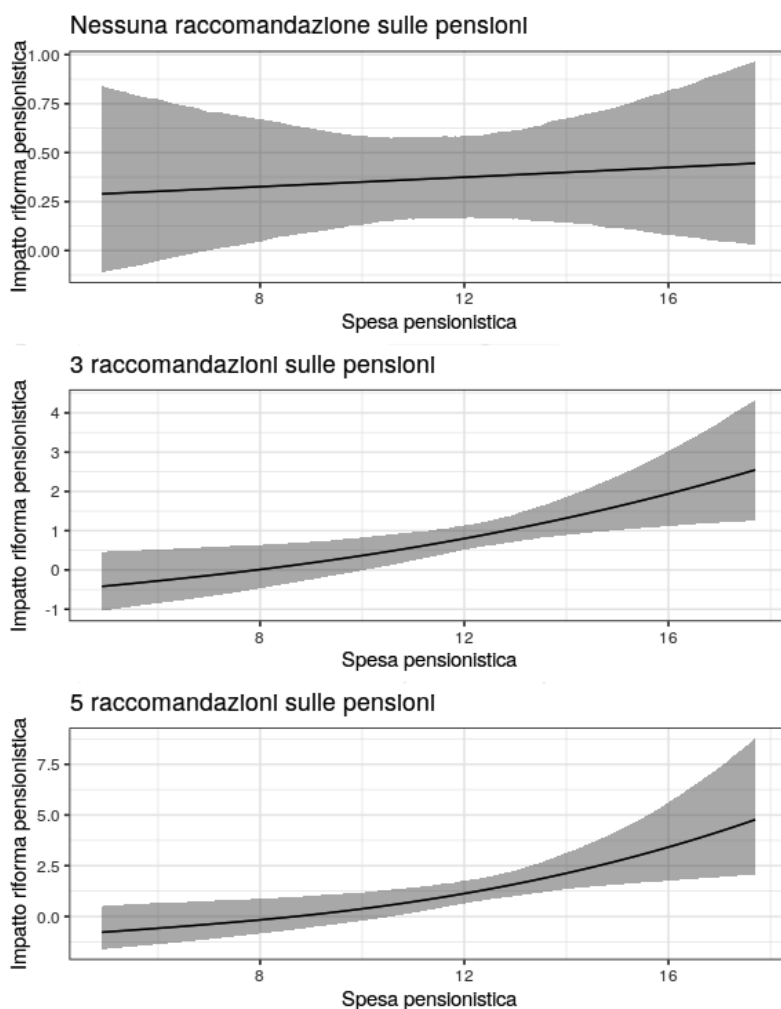 Nessuna raccomandazione sulle pensioni
Impatto riforma pensionistica
1.00
0.75
0.50
0.25
0.00
8
12
16
Spesa pensionistica
3 raccomandazioni sulle pensioni
Impatto riforma pensionistica
4
3
2
1
0
-1
8
12
16
Spesa pensionistica
5 raccomandazioni sulle pensioni
Impatto riforma pensionistica
7.5
5.0
2.5
0.0
8
12
16
Spesa pensionistica